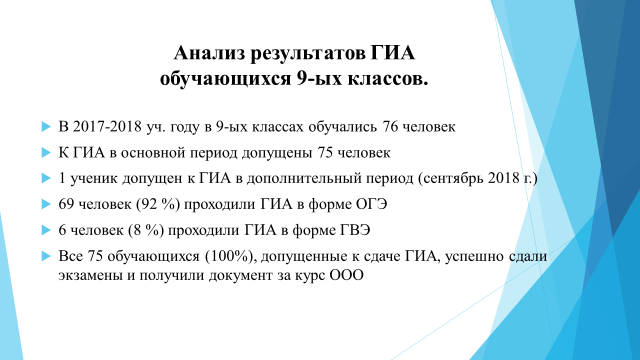 Анализ результатов ГИА
обучающихся 9-ых классов.
В 2017-2018 уч. году в 9-ых классах обучались 76 человек
К ГИА в основной период допущены 75 человек
1 ученик допущен к ГИА в дополнительный период (сентябрь 2018 г.)
69 человек (92 %) проходили ГИА в форме ОГЭ
6 человек (8 %) проходили ГИА в форме ГВЭ
Все 75 обучающихся (100%), допущенные к сдаче ГИА, успешно сдали
экзамены и получили документ за курс ООО